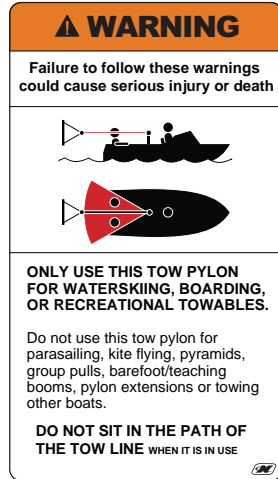 WARNING
Failure to follow these warnings
could cause serious injury or death
ONLY USE THIS TOW PYLON
FOR WATERSKIING, BOARDING,
OR RECREATIONAL TOWABLES.
Do not use this tow pylon for
parasailing, kite flying, pyramids,
group pulls, barefoot/teaching
booms, pylon extensions or towing
other boats.
DO NOT SIT IN THE PATH OF
THE TOW LINE WHEN IT IS IN USE